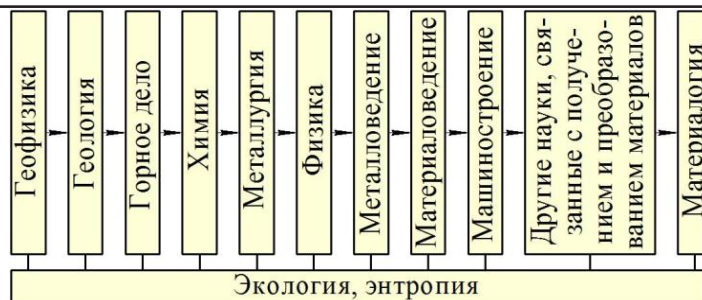 Геофизика
Геология
Горное дело
Химия
Металлургия
Физика
Металловедение
Материаловедение
Машиностроение
Другие науки, свя-
занные с получе-
нием и преобразо-
ванием материалов
Материалогия
Экология, энтропия